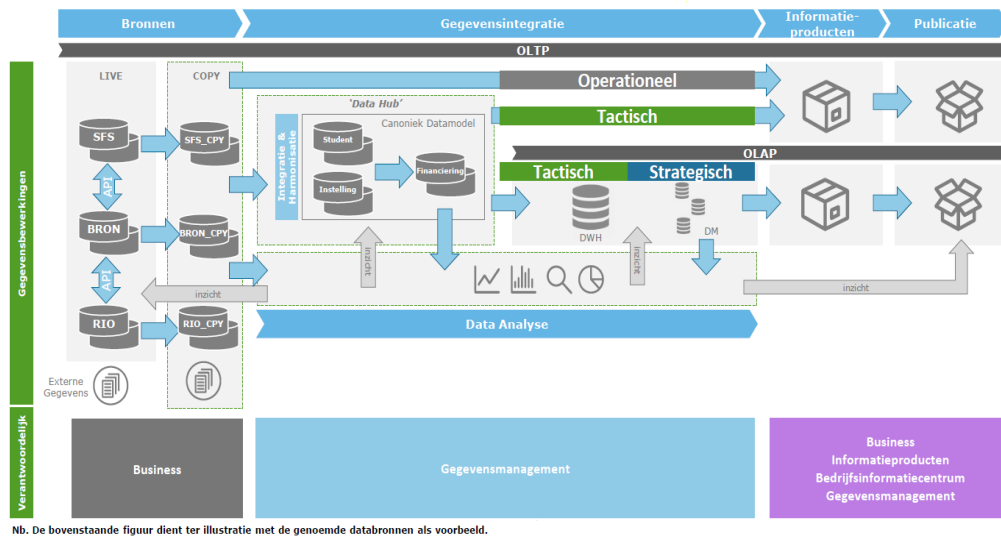 Bronnen
Gegevensintegratie
Informatie-
producten
Publicatie
OLTP
Gegevensbewerkingen
LIVE
COPY
Operationeel
'Data Hub'
Tactisch
Integratie &
Harmonisatie
Canoniek Datamodel
SFS
SFS_CPY
Student
Financiering
Instelling
OLAP
Tactisch
Strategisch
API
BRON
BRON_CPY
DWH
DM
inzicht
inzicht
API
inzicht
inzicht
RIO
RIO_CPY
Data Analyse
Externe
Gegevens
Verantwoordelijk
Business
Gegevensmanagement
Business
Informatieproducten
Bedrijfsinformatiecentrum
Gegevensmanagement
Nb. De bovenstaande figuur dient ter illustratie met de genoemde databronnen als voorbeeld.